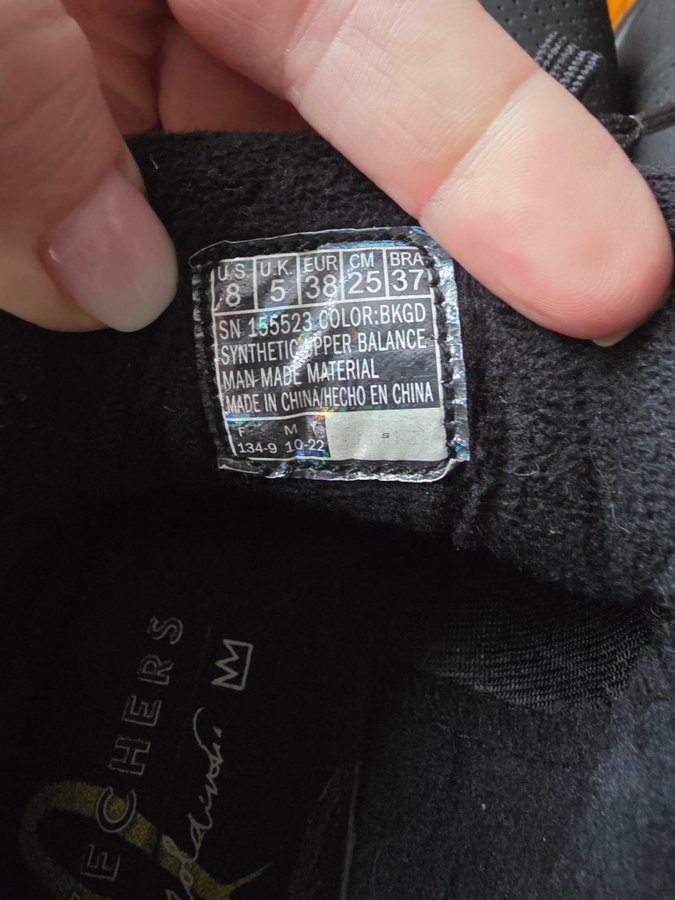 U.S U.K. EUR CM BRA
8 5 38 25 37
SN 155523 COLOR:BKGD
SYNTHETIC UPPER BALANCE
MAN MADE MATERIAL
MADE IN CHINA/HECHO EN CHINA
F M
134-9 10-22
S
ECHERS